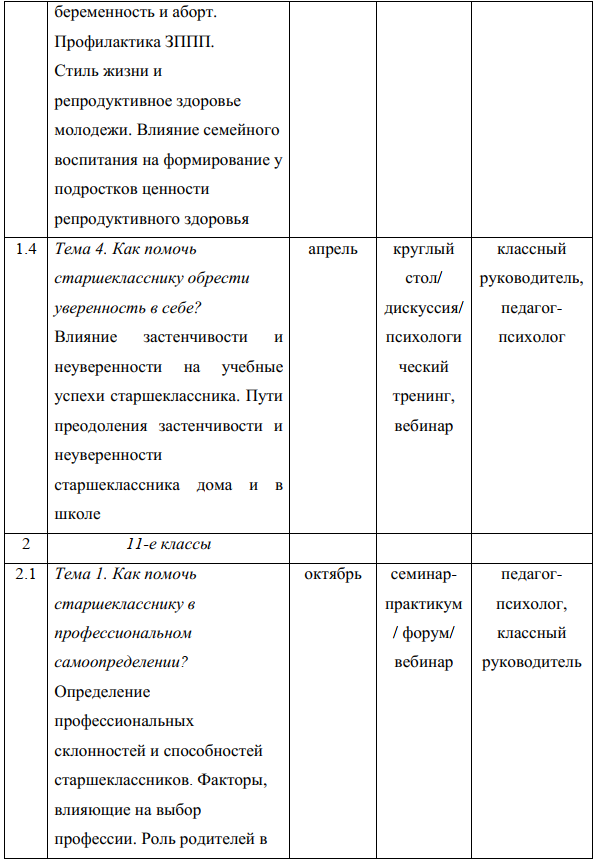 беременность и аборт.
Профилактика ЗППП.
Стиль жизни и
репродуктивное здоровье
молодежи. Влияние семейного
воспитания на формирование у
подростков ценности
репродуктивного здоровья
1.4 Тема 4. Как помочь апрель круглый классный
старшекласснику обрести стол/ руководитель,
уверенность в себе? дискуссия/ педагог-
Влияние застенчивости и психологи психолог
неуверенности на учебные ческий
успехи старшеклассника. Пути тренинг,
преодоления застенчивости и вебинар
неуверенности
старшеклассника дома и в
школе
2 11-е классы
2.1 Тема 1. Как помочь октябрь семинар- педагог-
старшекласснику в практикум психолог,
профессиональном / форум/ классный
самоопределении? вебинар руководитель
Определение
профессиональных
склонностей и способностей
старшеклассников. Факторы,
влияющие на выбор
профессии. Роль родителей в